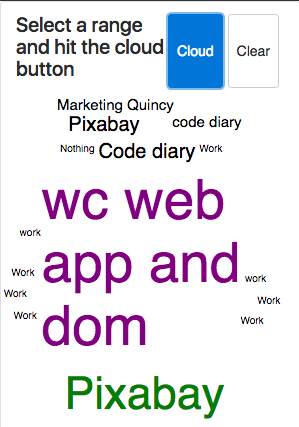 Select a range
and hit the cloud
button
Cloud
Clear
Marketing Quincy
Pixabay
code diary
Nothing
Code diary
Work
wc web
work
app and
Work
work
Work
Work
Work
Work
dom
Pixabay